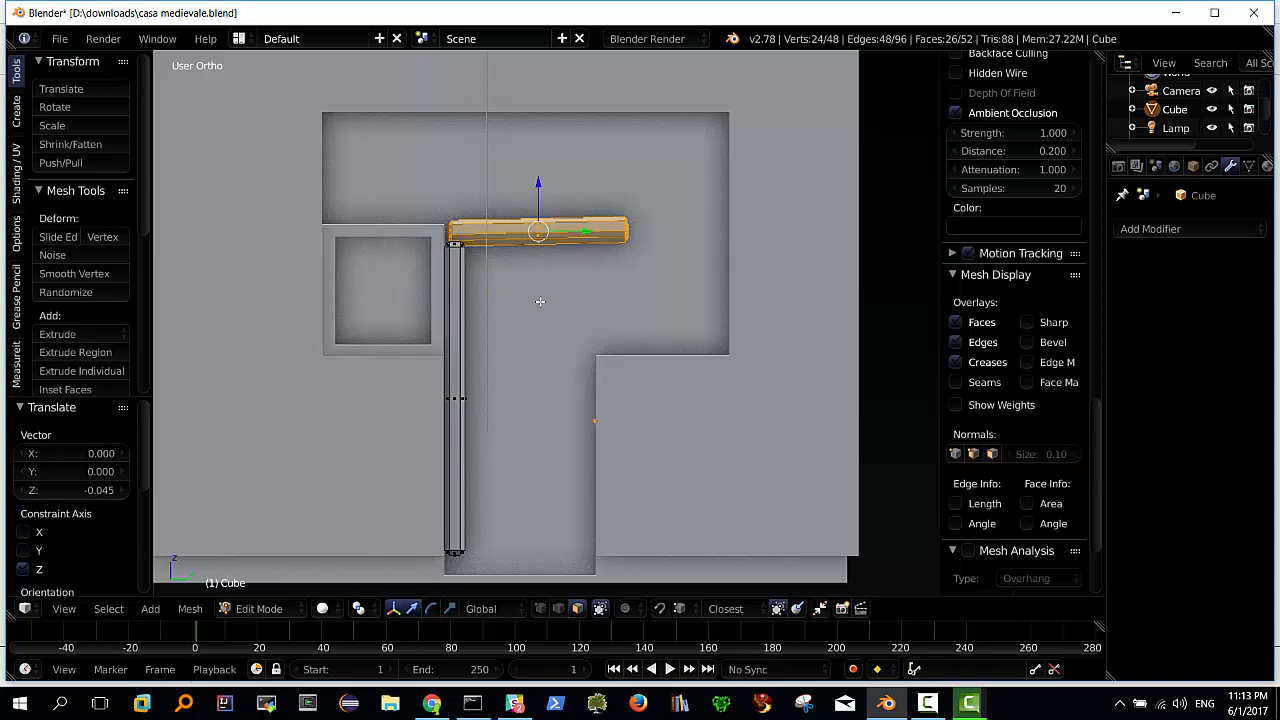 Blender* [D:\downloads\casa medievale.blend]
File Render Window Help Default Scene Blender Render v2.78 | Verts:24/48 | Edges:48/96 | Faces:26/52 | Tris:88 | Mem:27.22M | Cube
User Ortho
Tools
Create
Shading / UV
Options
Grease Pencil
Measureit
Transform
Translate
Rotate
Scale
Shrink/Fatten
Push/Pull
Mesh Tools
Deform:
Slide Ed Vertex
Noise
Smooth Vertex
Randomize
Add:
Extrude
Extrude Region
Extrude Individual
Inset Faces
Translate
Vector
X: 0.000
Y: 0.000
Z: -0.045
Constraint Axis
X
Y
Z
Orientation
z
(1) Cube
Backface Culling
Hidden Wire
Depth Of Field
Ambient Occlusion
Strength: 1.000
Distance: 0.200
Attenuation: 1.000
Samples: 20
Color:
Motion Tracking
Mesh Display
Overlays:
Faces Sharp
Edges Bevel
Creases Edge M
Seams Face Ma
Show Weights
Normals:
Size: 0.10
Edge Info: Face Info:
Length Area
Angle Angle
Mesh Analysis
Type: Overhang
View Search All Sc
World
Camera
Cube
Lamp
Cube
Add Modifier
View Select Add Mesh Edit Mode Global Closest
-40 -20 0 20 40 60 80 100 120 140 160 180 200 220 240 260 280
View Marker Frame Playback Start: 1 End: 250 1 No Sync
ENG
11:13 PM
6/1/2017